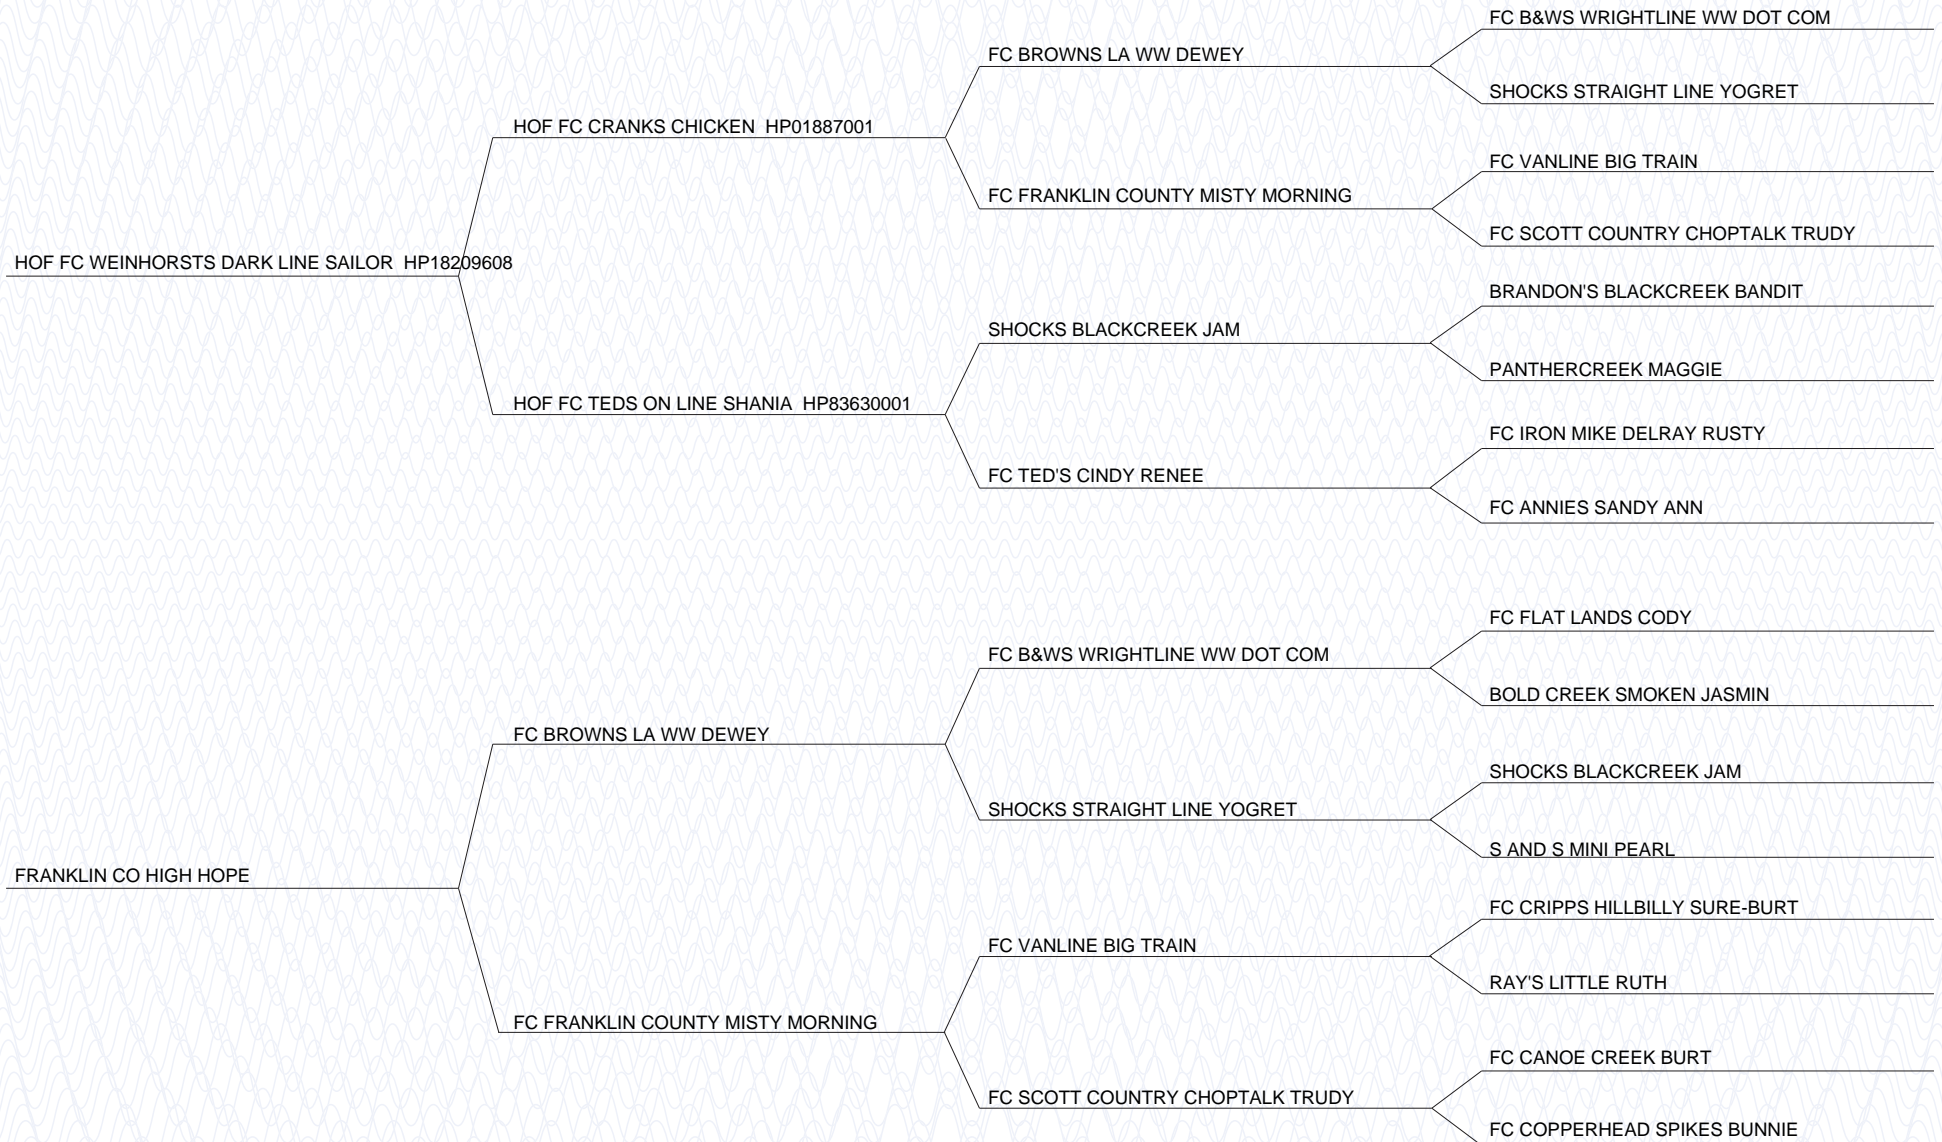 FC B&WS WRIGHTLINE WW DOT COM
FC BROWNS LA WW DEWEY
SHOCKS STRAIGHT LINE YOGRET
HOF FC CRANKS CHICKEN HP01887001
FC VANLINE BIG TRAIN
FC FRANKLIN COUNTY MISTY MORNING
FC SCOTT COUNTRY CHOPTALK TRUDY
HOF FC WEINHORSTS DARK LINE SAILOR HP18209608
BRANDON'S BLACKCREEK BANDIT
SHOCKS BLACKCREEK JAM
PANTHERCREEK MAGGIE
HOF FC TEDS ON LINE SHANIA HP83630001
FC IRON MIKE DELRAY RUSTY
FC TED'S CINDY RENEE
FC ANNIES SANDY ANN
FC FLAT LANDS CODY
FC B&WS WRIGHTLINE WW DOT COM
BOLD CREEK SMOKEN JASMIN
FC BROWNS LA WW DEWEY
SHOCKS BLACKCREEK JAM
SHOCKS STRAIGHT LINE YOGRET
S AND S MINI PEARL
FRANKLIN CO HIGH HOPE
FC CRIPPS HILLBILLY SURE-BURT
FC VANLINE BIG TRAIN
RAY'S LITTLE RUTH
FC FRANKLIN COUNTY MISTY MORNING
FC CANOE CREEK BURT
FC SCOTT COUNTRY CHOPTALK TRUDY
FC COPPERHEAD SPIKES BUNNIE